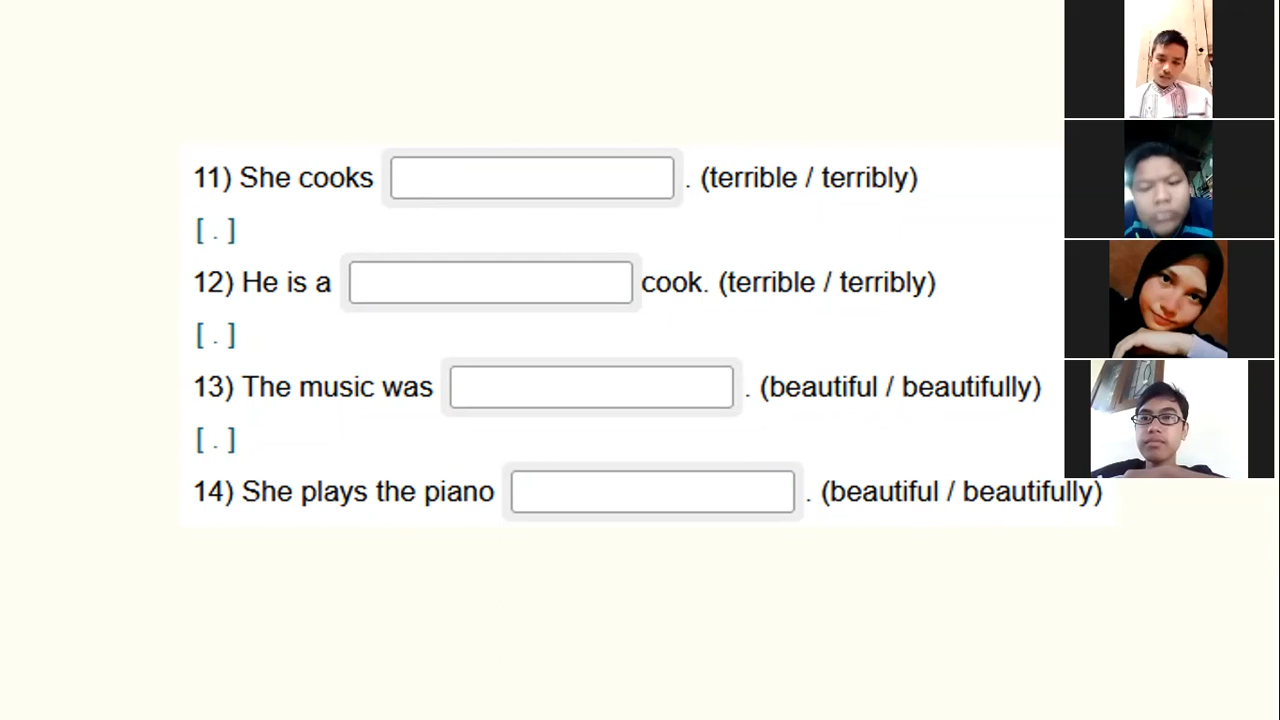 11) She cooks . (terrible / terribly)
[ . ]
12) He is a cook. (terrible / terribly)
[ . ]
13) The music was . (beautiful / beautifully)
[ . ]
14) She plays the piano . (beautiful / beautifully)